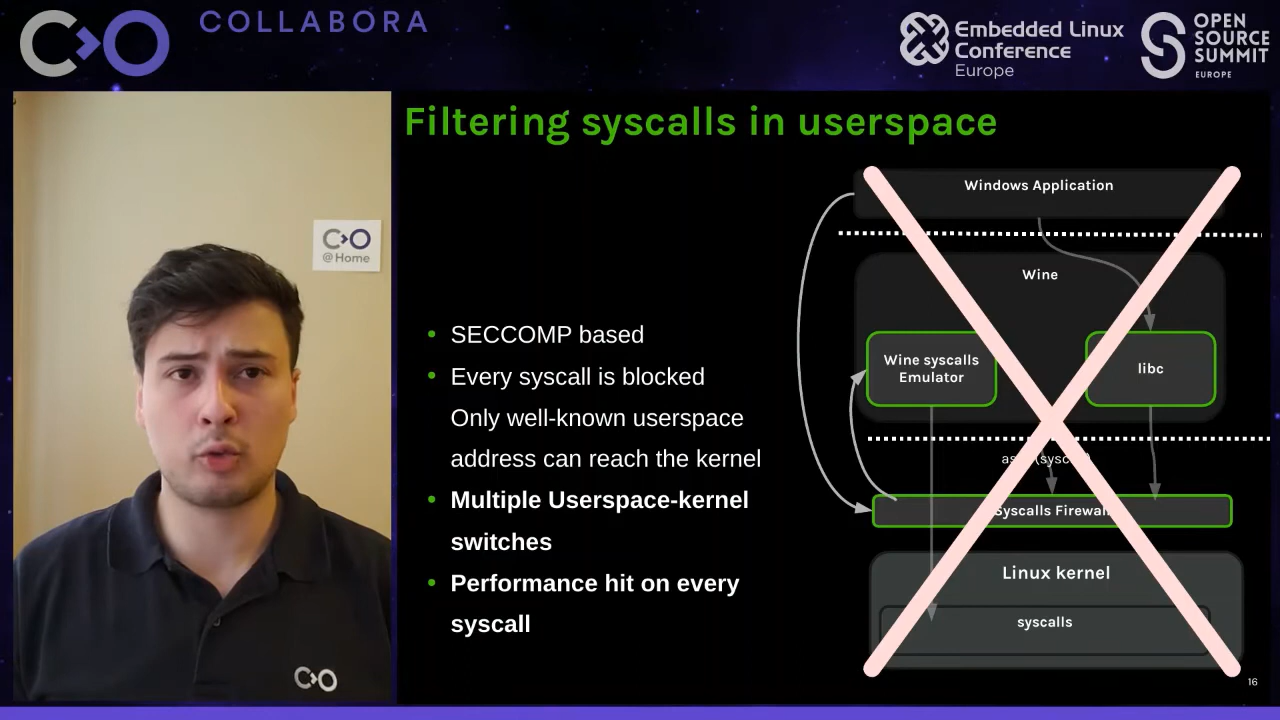 COLLABORA
Embedded Linux
Conference
Europe
OPEN
SOURCE
SUMMIT
EUROPE
@Home
Filtering syscalls in userspace
SECCOMP based
Every syscall is blocked
Only well-known userspace
address can reach the kernel
Multiple Userspace-kernel
switches
Performance hit on every
syscall
Windows Application
Wine
Wine syscalls
Emulator
libc
Syscalls Firewall
Linux kernel
syscalls
16